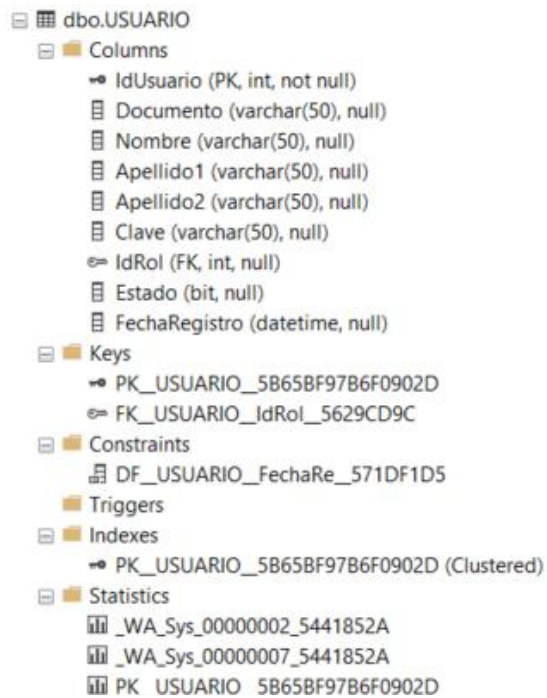 dbo.USUARIO
Columns
IdUsuario (PK, int, not null)
Documento (varchar(50), null)
Nombre (varchar(50), null)
Apellido1 (varchar(50), null)
Apellido2 (varchar(50), null)
Clave (varchar(50), null)
IdRol (FK, int, null)
Estado (bit, null)
FechaRegistro (datetime, null)
Keys
PK__USUARIO__5B65BF97B6F0902D
FK__USUARIO__IdRol__5629CD9C
Constraints
DF__USUARIO__FechaRe__571DF1D5
Triggers
Indexes
PK__USUARIO__5B65BF97B6F0902D (Clustered)
Statistics
_WA_Sys_00000002_5441852A
_WA_Sys_00000007_5441852A
PK__USUARIO__5B65BF97B6F0902D